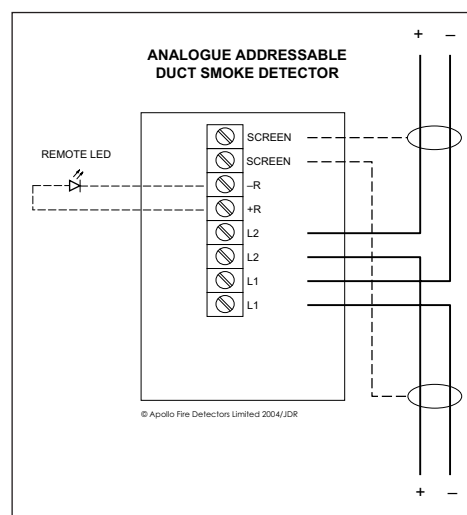 + –
ANALOGUE ADDRESSABLE
DUCT SMOKE DETECTOR
SCREEN
REMOTE LED
SCREEN
–R
+R
L2
L2
L1
L1
© Apollo Fire Detectors Limited 2004/JDR
+ –